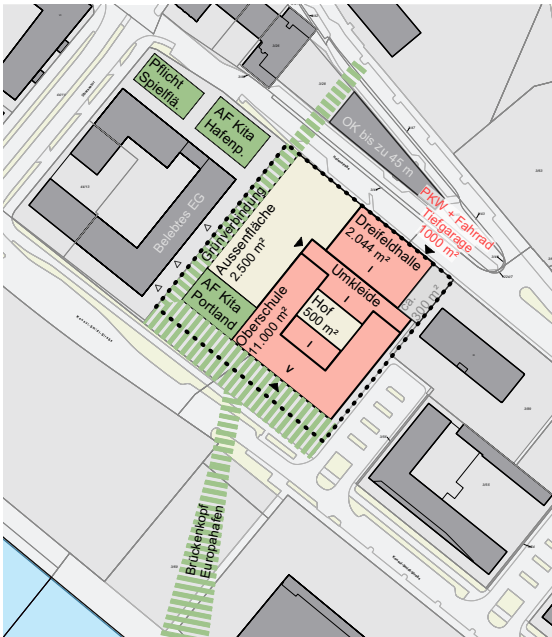 Pflicht
Spielflä.
AF Kita
Hafenp.
OK bis zu 45 m
PKW + Fahrrad
Tiefgarage
1000 m²
Belebtes EG
Grünverbindung
Aussenfläche
2.500 m²
Dreifeldhalle
2.044 m²
I
Umkleide
I
AF Kita
Portland
Oberschule
11.000 m²
Hof
500 m²
I
V
ca.
300 m²
Brückenkopf
Europahafen